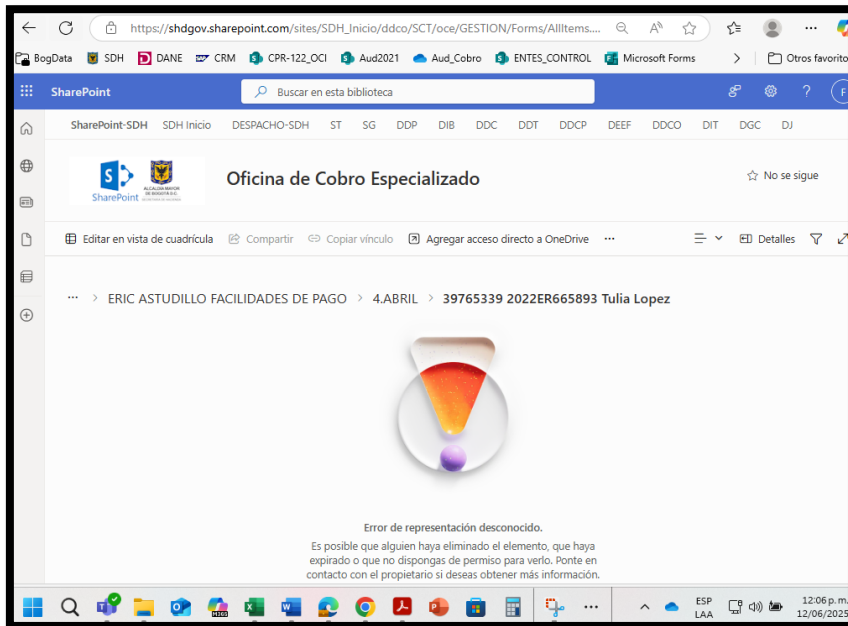 https://shdgov.sharepoint.com/sites/SDH_Inicio/ddco/SCT/oce/GESTION/Forms/AllItems....
BogData SDH DANE CRM CPR-122_OCI Aud2021 Aud_Cobro ENTES_CONTROL Microsoft Forms Otros favorito
SharePoint Buscar en esta biblioteca ? F
SharePoint-SDH SDH Inicio DESPACHO-SDH ST SG DDP DIB DDC DDT DDCP DEEF DDCO DIT DGC DJ
SharePoint
ALCALDÍA MAYOR
DE BOGOTÁ D.C.
Oficina de Cobro Especializado
No se sigue
Editar en vista de cuadrícula Compartir Copiar vínculo Agregar acceso directo a OneDrive ... Detalles
... > ERIC ASTUDILLO FACILIDADES DE PAGO > 4.ABRIL > 39765339 2022ER665893 Tulia Lopez
Error de representación desconocido.
Es posible que alguien haya eliminado el elemento, que haya
expirado o que no dispongas de permiso para verlo. Ponte en
contacto con el propietario si deseas obtener más información.
ESP
LAA
12:06 p. m.
12/06/2025